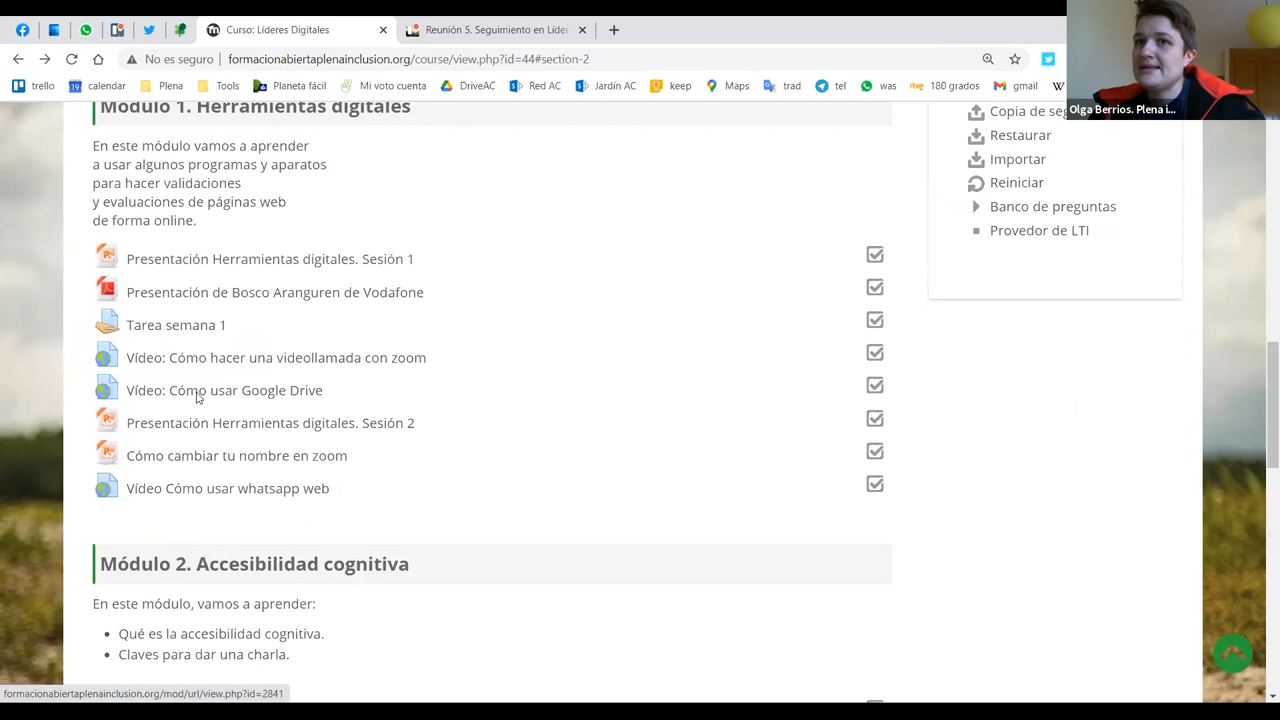 Curso: Líderes Digitales
Reunión 5. Seguimiento en Líder
No es seguro
formacionabiertaplenainclusion.org/course/view.php?id=44#section-2
trello
calendar
Plena
Tools
Mi voto cuenta
Planeta fácil
DriveAC
Red AC
Jardín AC
keep
Maps
trad
tel
was
180 grados
gmail
W
Olga Berrios. Plena i...
Módulo 1. Herramientas digitales
En este módulo vamos a aprender
a usar algunos programas y aparatos
para hacer validaciones
y evaluaciones de páginas web
de forma online.
Presentación Herramientas digitales. Sesión 1
Presentación de Bosco Aranguren de Vodafone
Tarea semana 1
Vídeo: Cómo hacer una videollamada con zoom
Vídeo: Cómo usar Google Drive
Presentación Herramientas digitales. Sesión 2
Cómo cambiar tu nombre en zoom
Vídeo Cómo usar whatsapp web
Módulo 2. Accesibilidad cognitiva
En este módulo, vamos a aprender:
Qué es la accesibilidad cognitiva.
Claves para dar una charla.
Copia de seg
Restaurar
Importar
Reiniciar
Banco de preguntas
Provedor de LTI
formacionabiertaplenainclusion.org/mod/url/view.php?id=2841